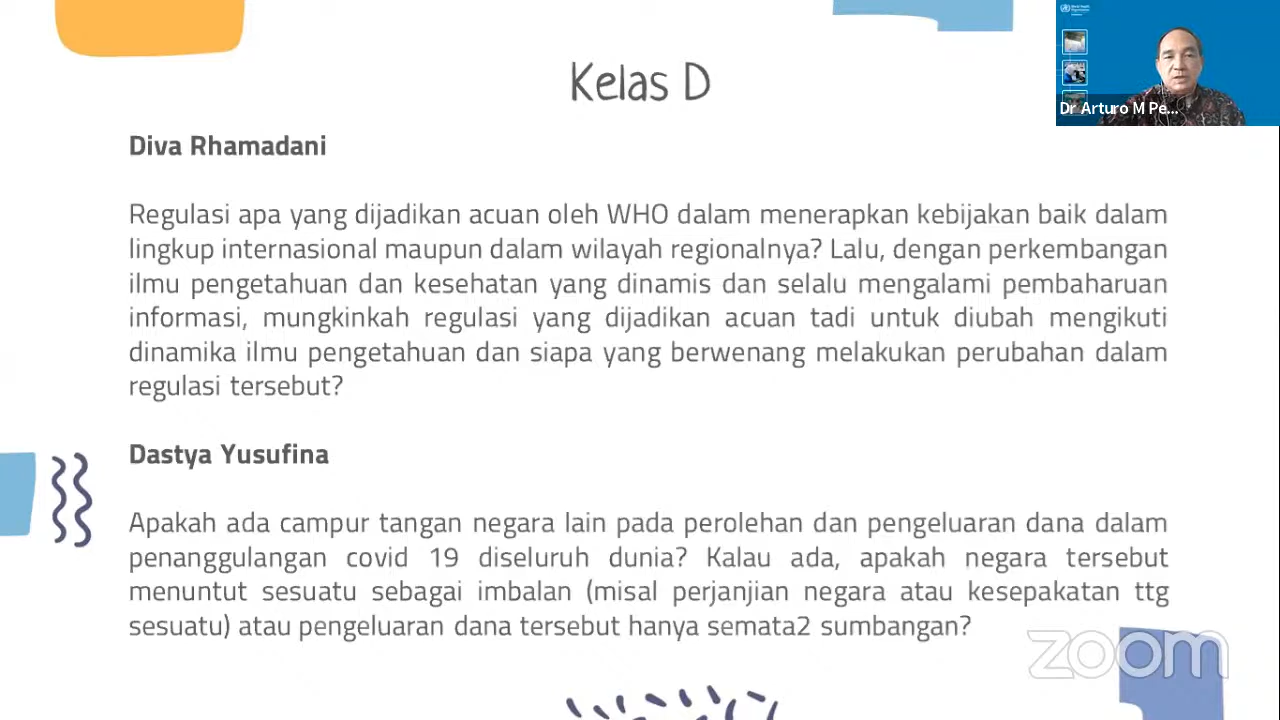 Kelas D
Diva Rhamadani
Regulasi apa yang dijadikan acuan oleh WHO dalam menerapkan kebijakan baik dalam
lingkup internasional maupun dalam wilayah regionalnya? Lalu, dengan perkembangan
ilmu pengetahuan dan kesehatan yang dinamis dan selalu mengalami pembaharuan
informasi, mungkinkah regulasi yang dijadikan acuan tadi untuk diubah mengikuti
dinamika ilmu pengetahuan dan siapa yang berwenang melakukan perubahan dalam
regulasi tersebut?
Dastya Yusufina
Apakah ada campur tangan negara lain pada perolehan dan pengeluaran dana dalam
penanggulangan covid 19 diseluruh dunia? Kalau ada, apakah negara tersebut
menuntut sesuatu sebagai imbalan (misal perjanjian negara atau kesepakatan ttg
sesuatu) atau pengeluaran dana tersebut hanya semata2 sumbangan?
Dr Arturo M Pe...
zoom